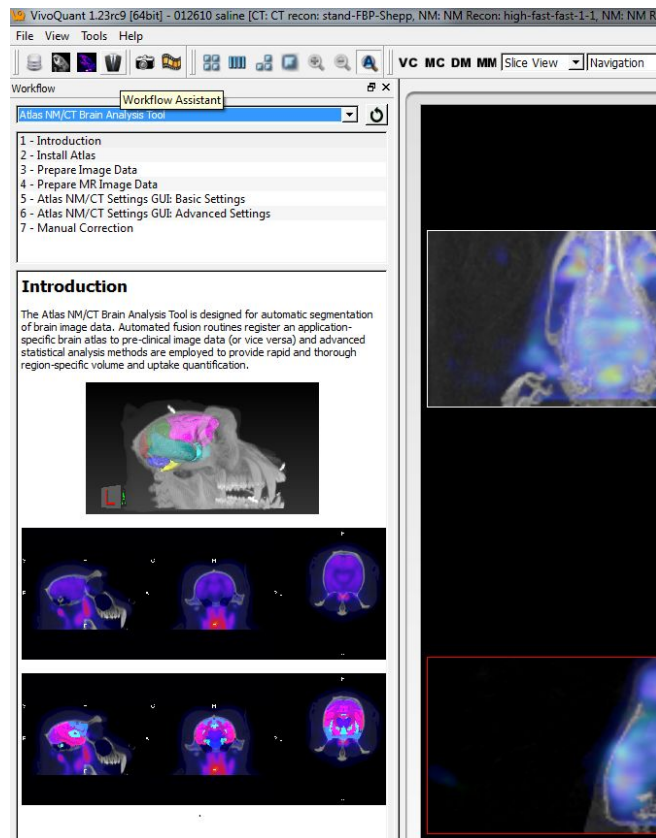 VivoQuant 1.23rc9 [64bit] - 012610 saline [CT: CT recon: stand-FBP-Shepp, NM: NM Recon: high-fast-fast-1-1, NM: NM R
File View Tools Help
VC MC DM MM Slice View Navigation
Workflow
Workflow Assistant
Atlas NM/CT Brain Analysis Tool
1 - Introduction
2 - Install Atlas
3 - Prepare Image Data
4 - Prepare MR Image Data
5 - Atlas NM/CT Settings GUI: Basic Settings
6 - Atlas NM/CT Settings GUI: Advanced Settings
7 - Manual Correction
Introduction
The Atlas NM/CT Brain Analysis Tool is designed for automatic segmentation
of brain image data. Automated fusion routines register an application-
specific brain atlas to pre-clinical image data (or vice versa) and advanced
statistical analysis methods are employed to provide rapid and thorough
region-specific volume and uptake quantification.
L